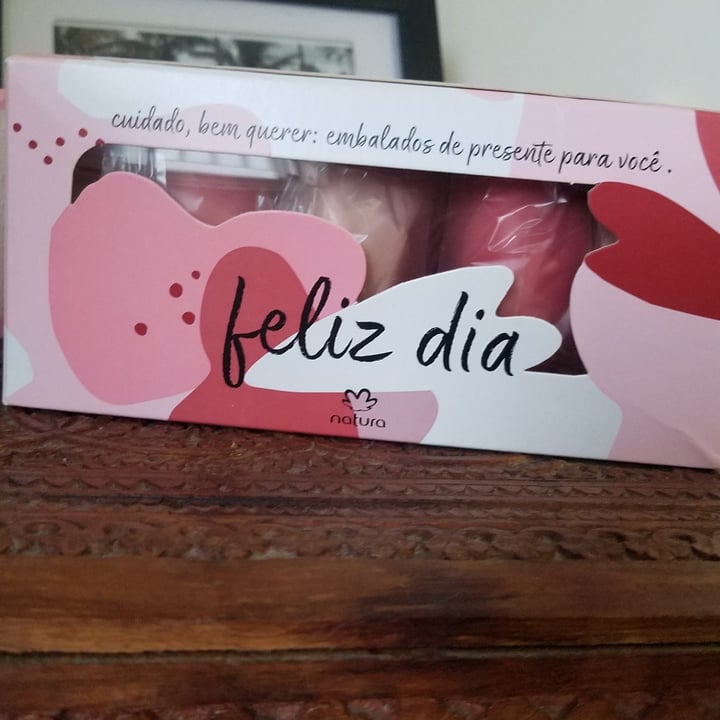 cuidado, bem querer: embalados de presente para você.
feliz dia
natura